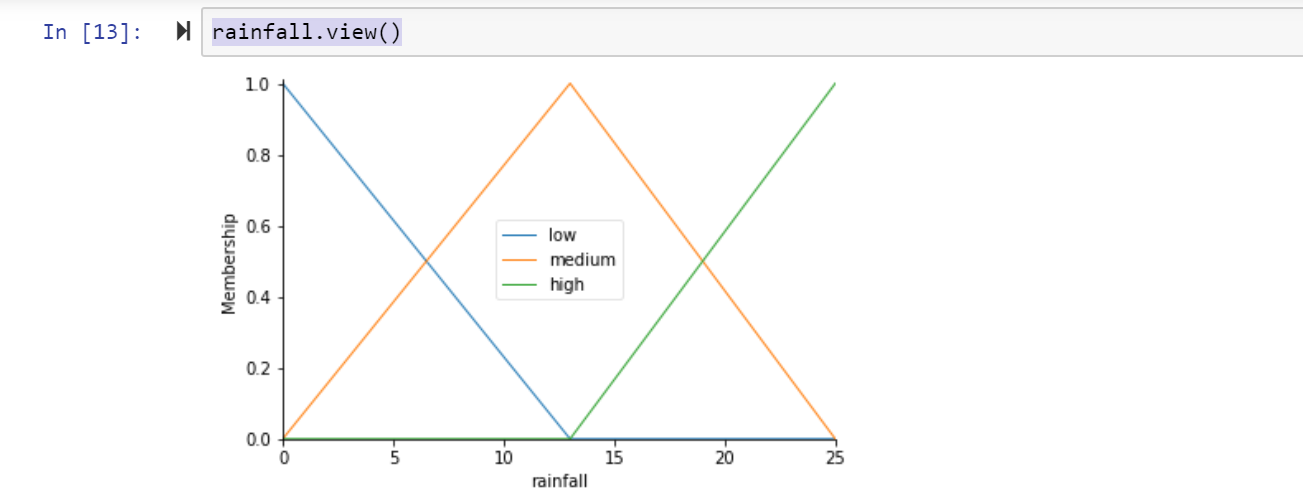 In [13]: rainfall.view()
1.0
0.8
0.6
0.4
0.2
0.0
Membership
low
medium
high
0 5 10 15 20 25
rainfall